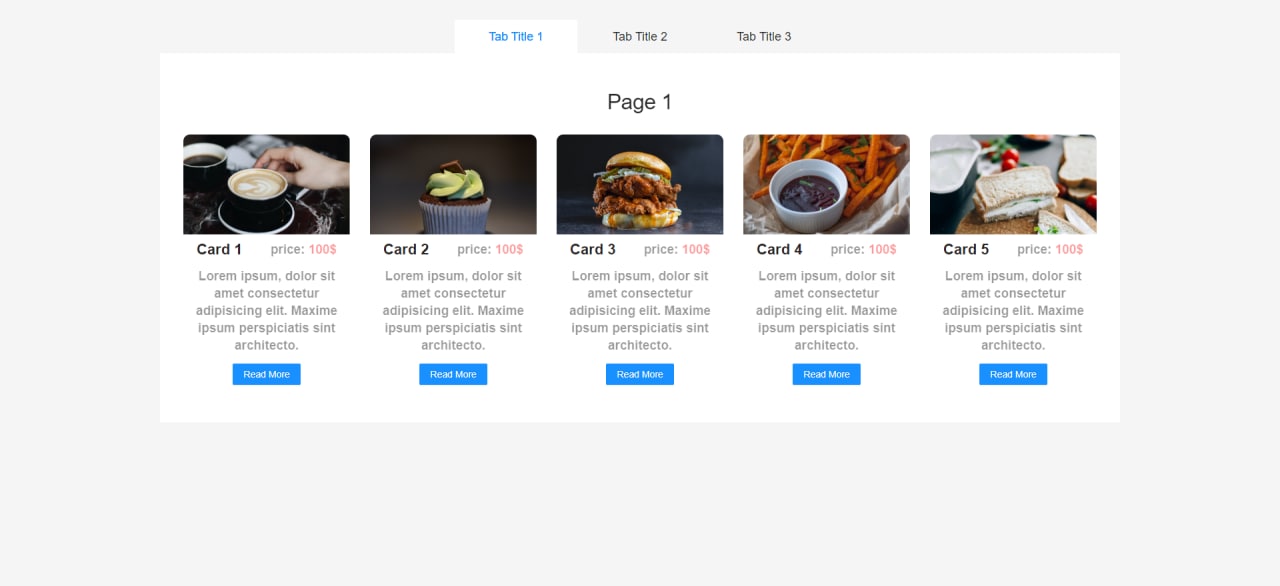 Tab Title 1 Tab Title 2 Tab Title 3
Page 1
Card 1 price: 100$
Lorem ipsum, dolor sit
amet consectetur
adipisicing elit. Maxime
ipsum perspiciatis sint
architecto.
Read More
Card 2 price: 100$
Lorem ipsum, dolor sit
amet consectetur
adipisicing elit. Maxime
ipsum perspiciatis sint
architecto.
Read More
Card 3 price: 100$
Lorem ipsum, dolor sit
amet consectetur
adipisicing elit. Maxime
ipsum perspiciatis sint
architecto.
Read More
Card 4 price: 100$
Lorem ipsum, dolor sit
amet consectetur
adipisicing elit. Maxime
ipsum perspiciatis sint
architecto.
Read More
Card 5 price: 100$
Lorem ipsum, dolor sit
amet consectetur
adipisicing elit. Maxime
ipsum perspiciatis sint
architecto.
Read More